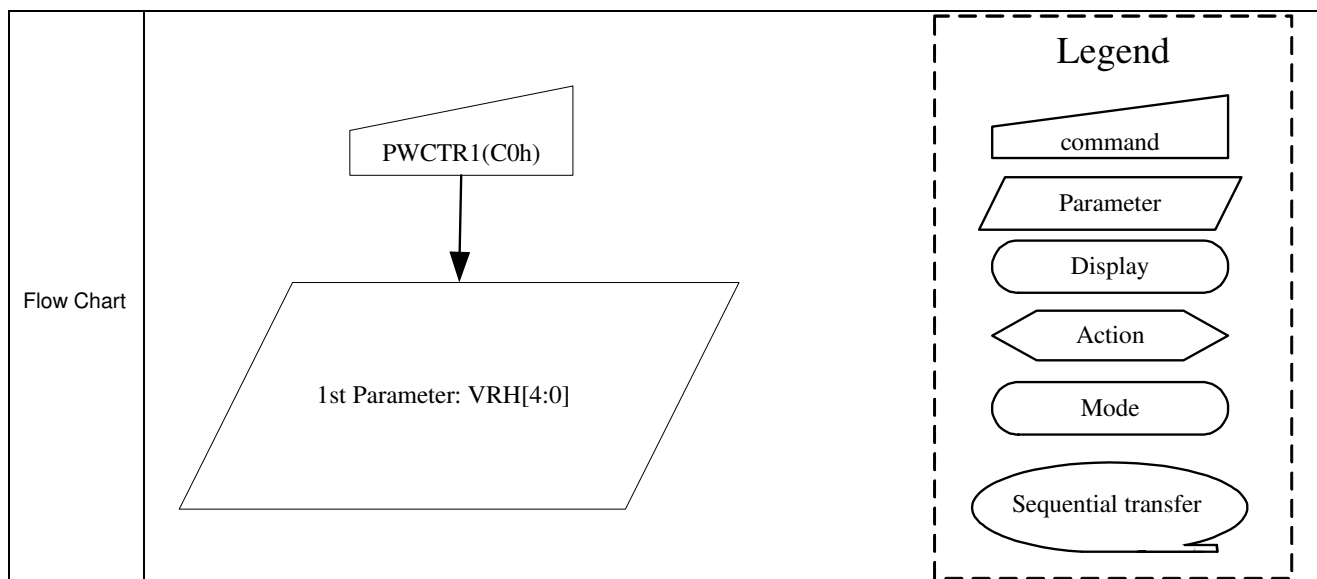 Flow Chart
PWCTR1(C0h)
1st Parameter: VRH[4:0]
Legend
command
Parameter
Display
Action
Mode
Sequential transfer